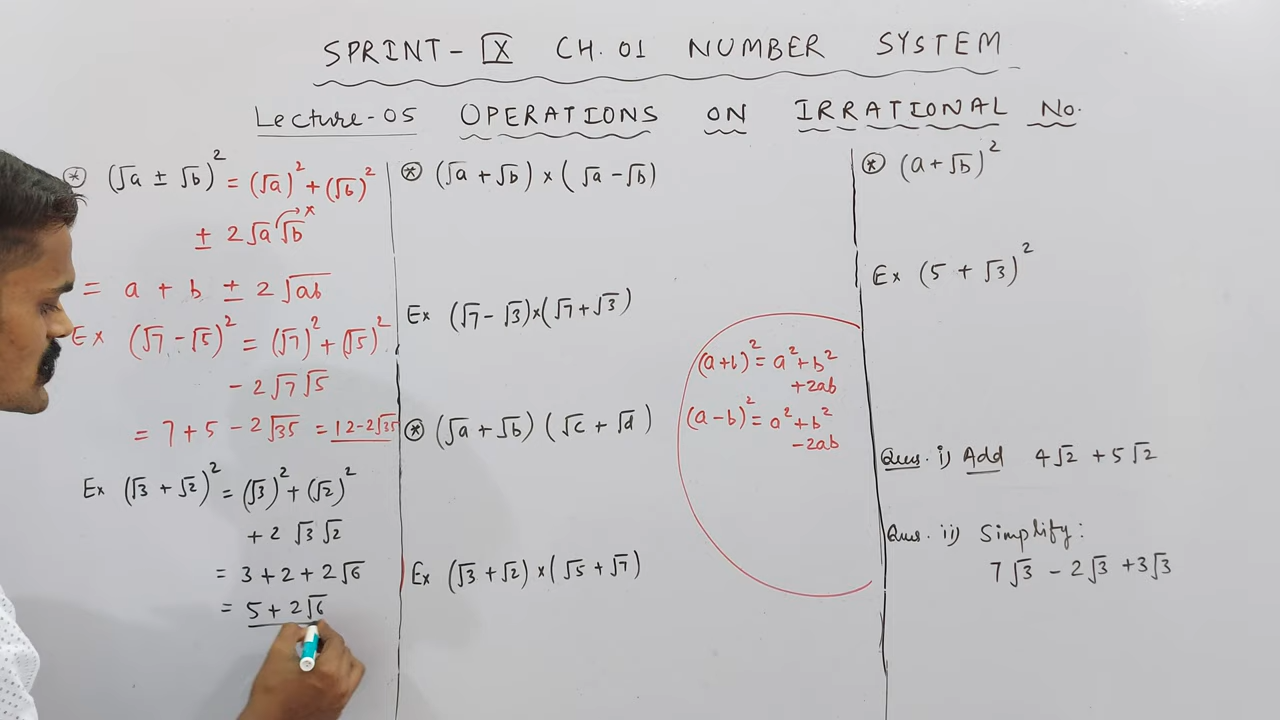 SPRINT - IX CH. 01 NUMBER SYSTEM
Lecture-05 OPERATIONS ON IRRATIONAL No.
⊛ (√a ± √b)² = (√a)² + (√b)²
± 2√a √b ×
= a + b ± 2√ab
Ex (√7 - √5)² = (√7)² + (√5)²
- 2√7√5
= 7 + 5 - 2√35 = 12-2√35
Ex (√3 + √2)² = (√3)² + (√2)²
+ 2 √3 √2
= 3 + 2 + 2√6
= 5 + 2√6
⊛ (√a + √b) × (√a - √b)
Ex (√7 - √3)×(√7 + √3)
⊛ (√a + √b) (√c + √d)
Ex (√3 + √2) × (√5 + √7)
(a+b)² = a² + b²
+2ab
(a-b)² = a² + b²
-2ab
⊛ (a + √b)²
Ex (5 + √3)²
Ques. i) Add 4√2 + 5√2
Ques. ii) Simplify:
7√3 - 2√3 + 3√3